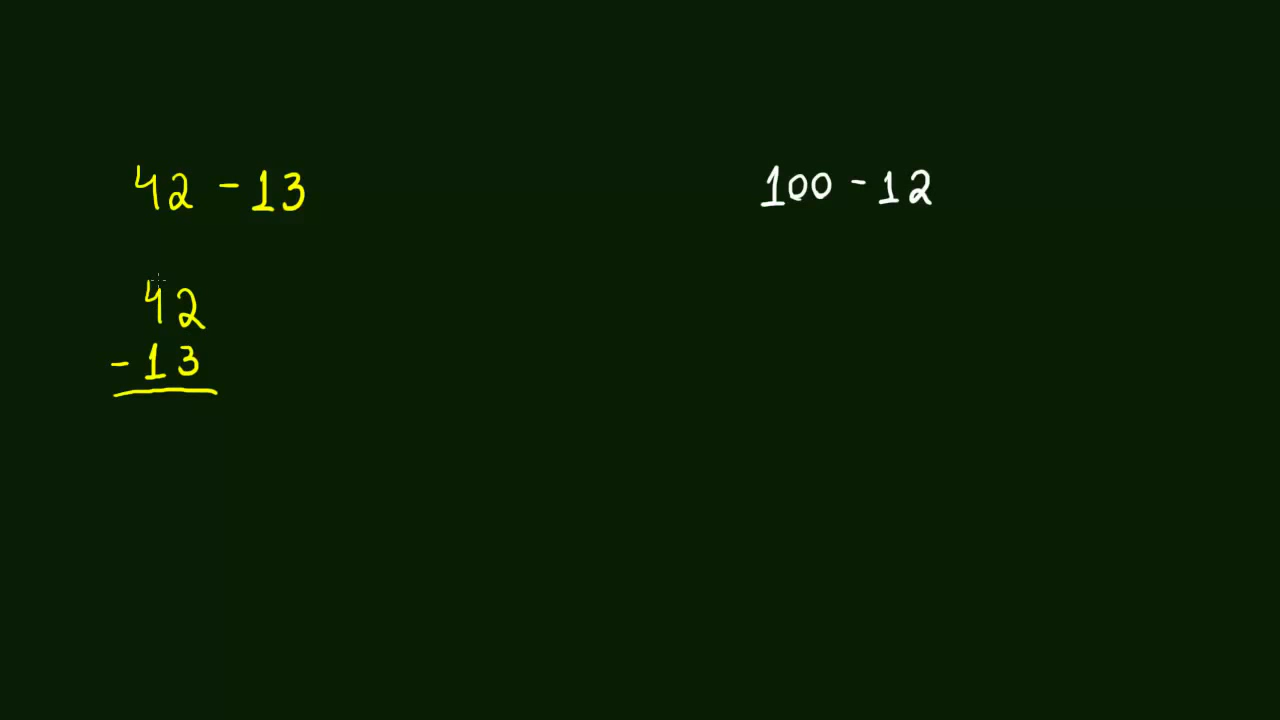 42 - 13
100 - 12
42
- 13